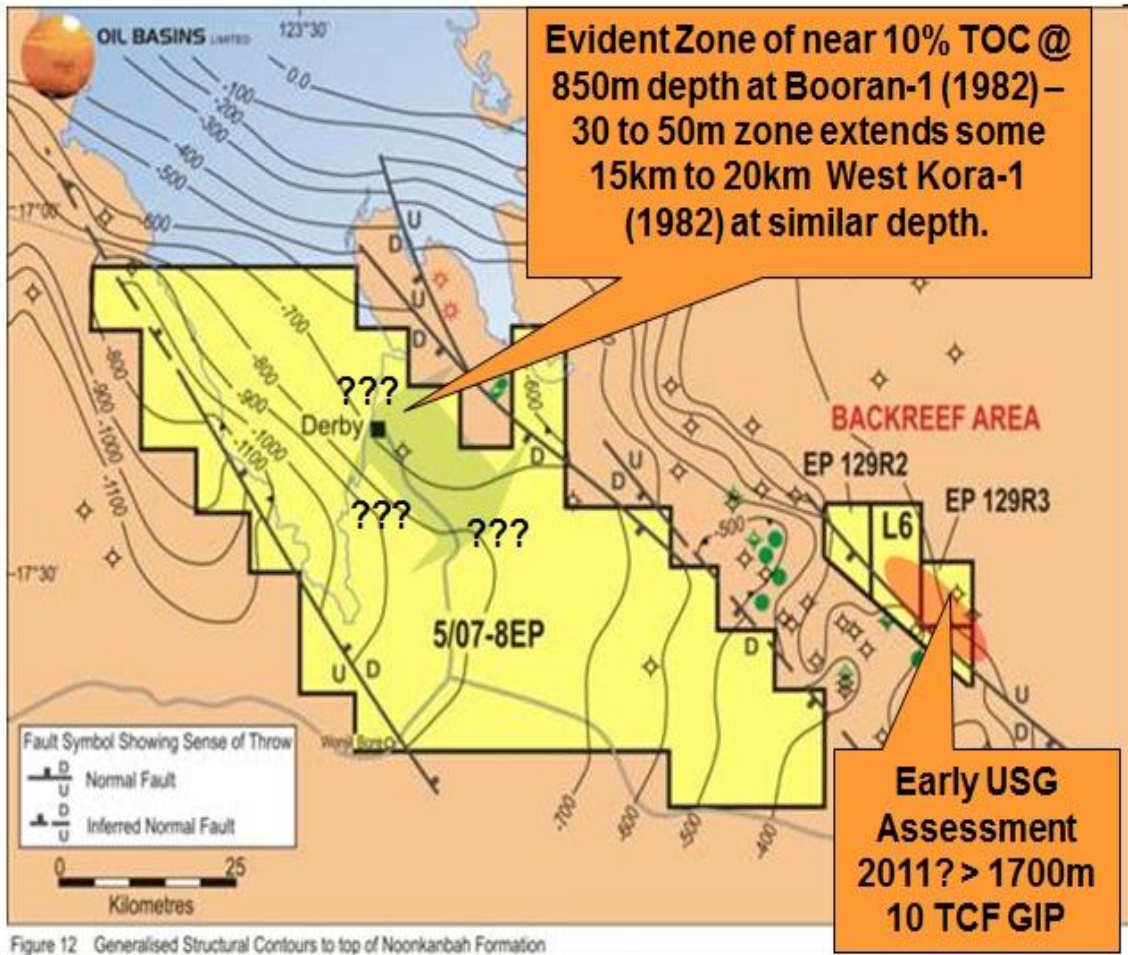 OIL BASINS LIMITED
123°30'
Evident Zone of near 10% TOC @
850m depth at Booran-1 (1982) –
30 to 50m zone extends some
15km to 20km West Kora-1
(1982) at similar depth.
0.0
-100
-200
-300
-400
-500
-600
17°00'
U
D
U
D
-700
-800
-900
-1000
-1100
-800
-900
-1000
-1100
-600
???
Derby
D
BACKREEF AREA
EP 129R2
EP 129R3
L6
U
D
-500
???
???
17°30'
5/07-8EP
D
U
D
U
D
Fault Symbol Showing Sense of Throw
D
U
Normal Fault
D
U
Inferred Normal Fault
0
25
Kilometres
-700
-600
-500
-400
Early USG
Assessment
2011? > 1700m
10 TCF GIP
Figure 12 Generalised Structural Contours to top of Noonkanbah Formation